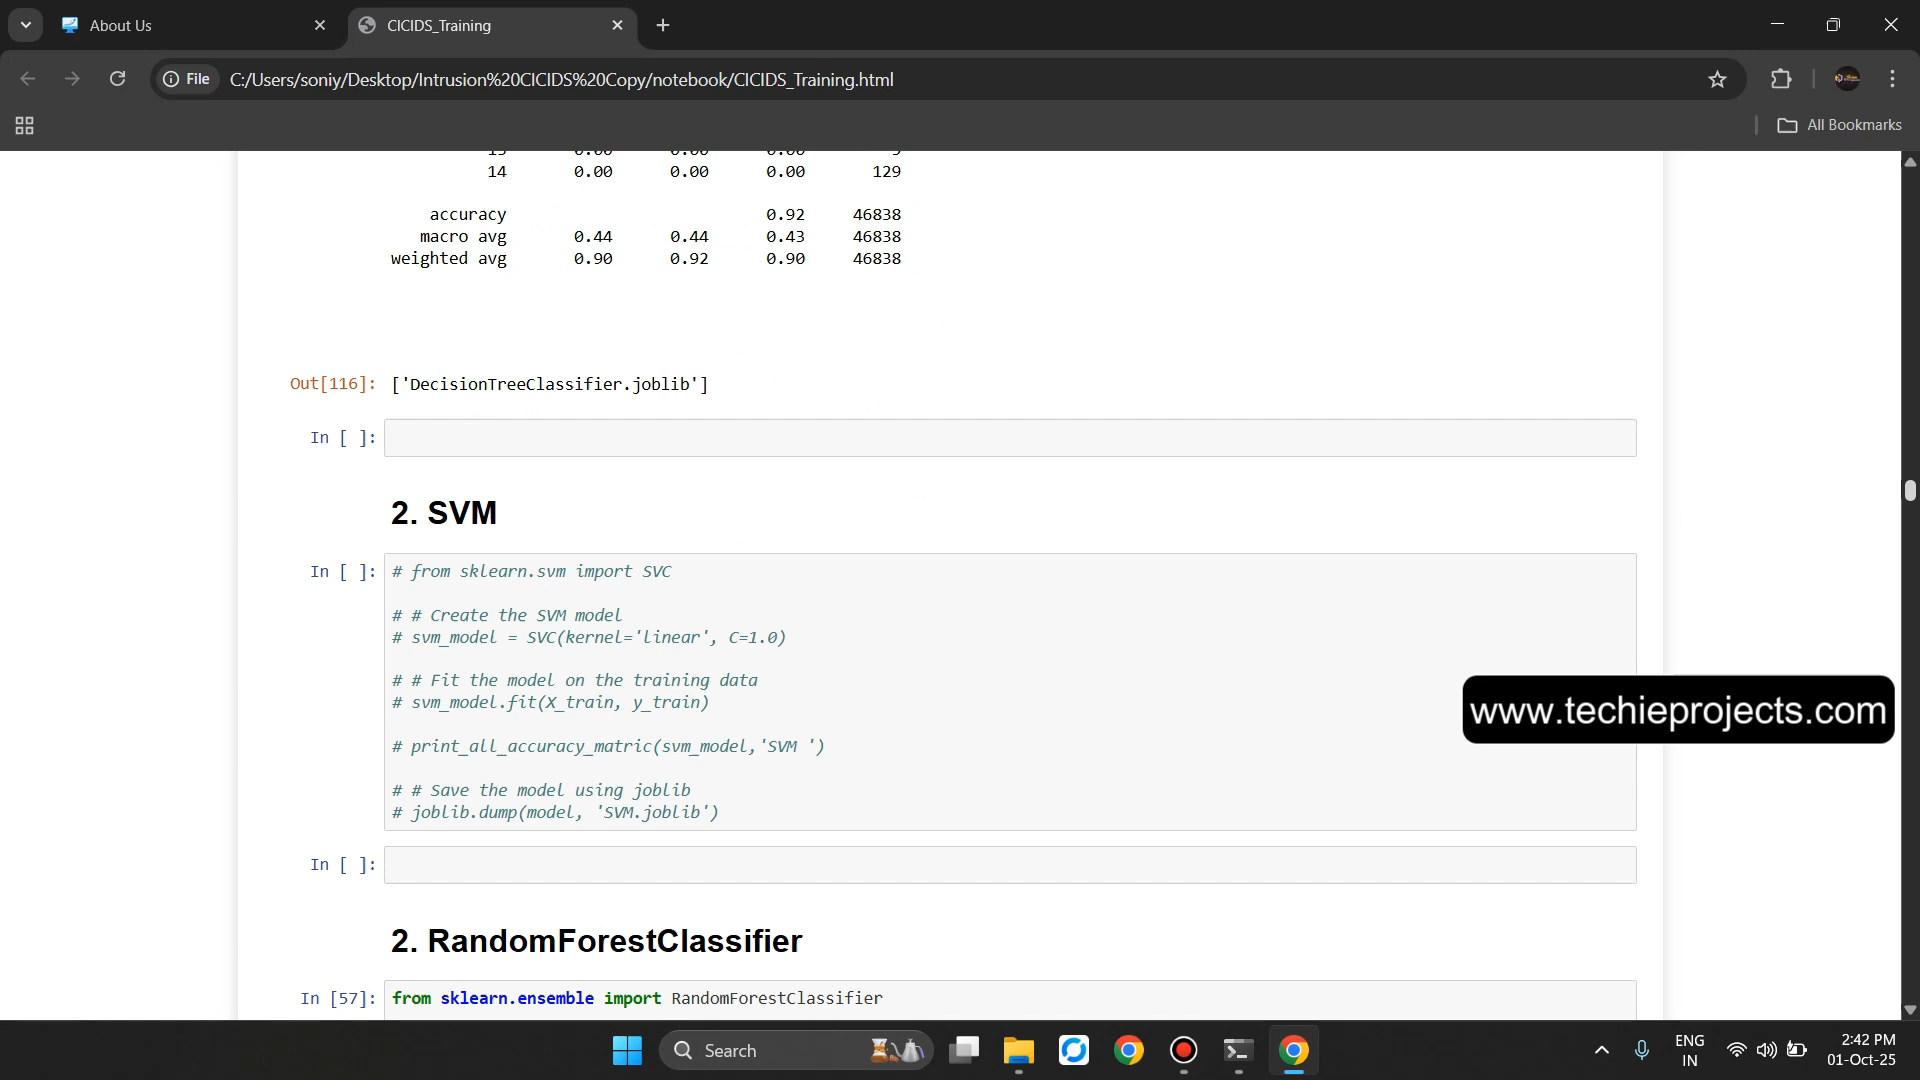 About Us
CICIDS_Training
File
C:/Users/soniy/Desktop/Intrusion%20CICIDS%20Copy/notebook/CICIDS_Training.html
All Bookmarks
14 0.00 0.00 0.00 129
accuracy 0.92 46838
macro avg 0.44 0.44 0.43 46838
weighted avg 0.90 0.92 0.90 46838
Out[116]: ['DecisionTreeClassifier.joblib']
In [ ]:
2. SVM
In [ ]: # from sklearn.svm import SVC
# # Create the SVM model
# svm_model = SVC(kernel='linear', C=1.0)
# # Fit the model on the training data
# svm_model.fit(X_train, y_train)
www.techieprojects.com
# print_all_accuracy_matric(svm_model,'SVM ')
# # Save the model using joblib
# joblib.dump(model, 'SVM.joblib')
In [ ]:
2. RandomForestClassifier
In [57]: from sklearn.ensemble import RandomForestClassifier
Search
ENG
IN
2:42 PM
01-Oct-25